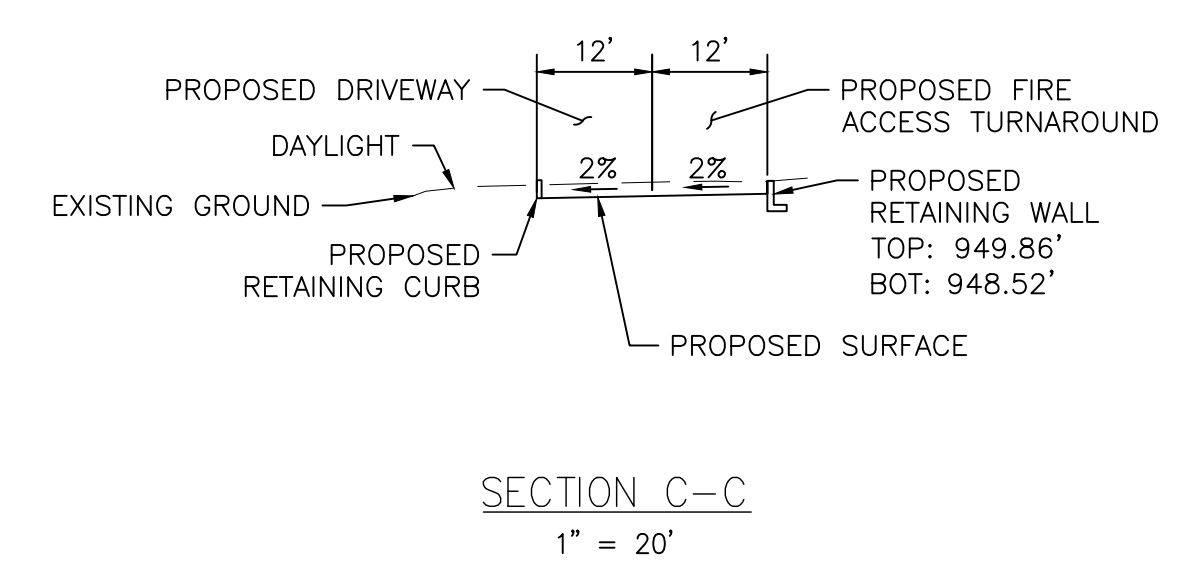 12’ 12’
PROPOSED DRIVEWAY
PROPOSED FIRE
ACCESS TURNAROUND
DAYLIGHT
2% 2%
EXISTING GROUND
PROPOSED
RETAINING WALL
TOP: 949.86’
BOT: 948.52’
PROPOSED
RETAINING CURB
PROPOSED SURFACE
SECTION C-C
1” = 20’